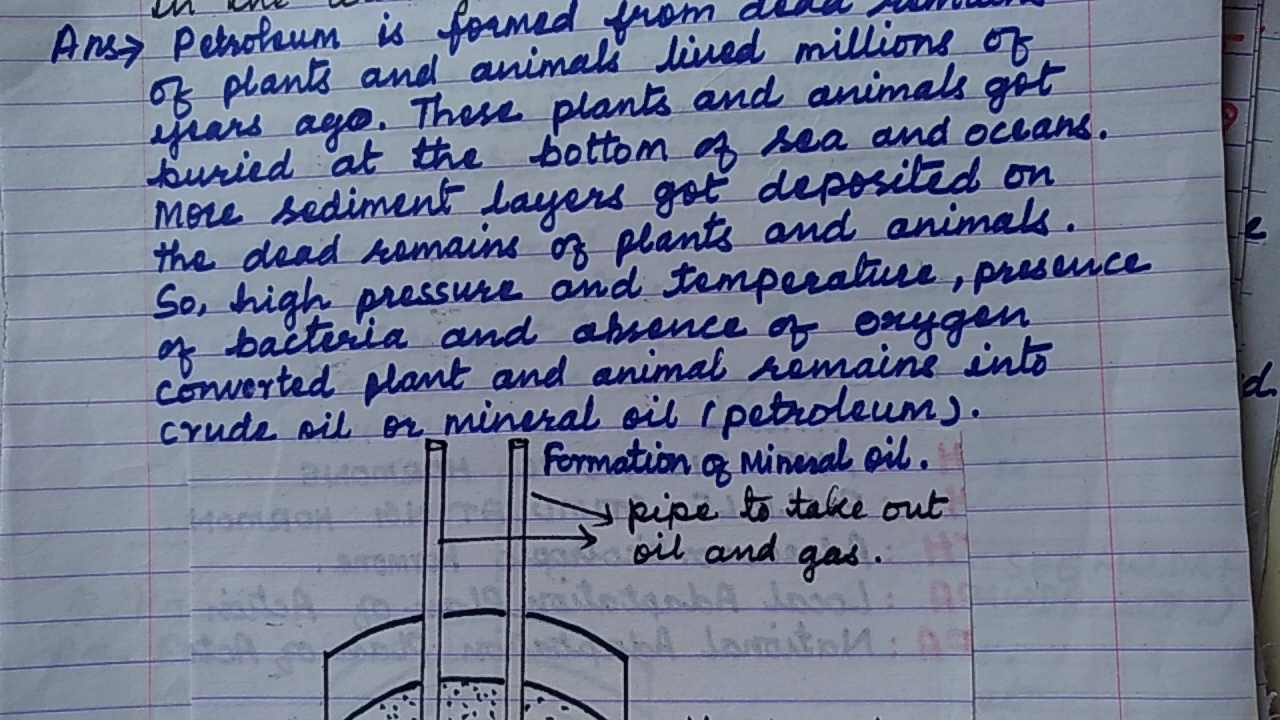 in the
Ans→ Petroleum is formed from dead remains
of plants and animals lived millions of
years ago. These plants and animals got
buried at the bottom of sea and oceans.
More sediment layers got deposited on
the dead remains of plants and animals.
So, high pressure and temperature, presence
of bacteria and absence of oxygen
converted plant and animal remains into
crude oil or mineral oil (petroleum).
Formation of Mineral oil.
pipe to take out
oil and gas.
e
d.